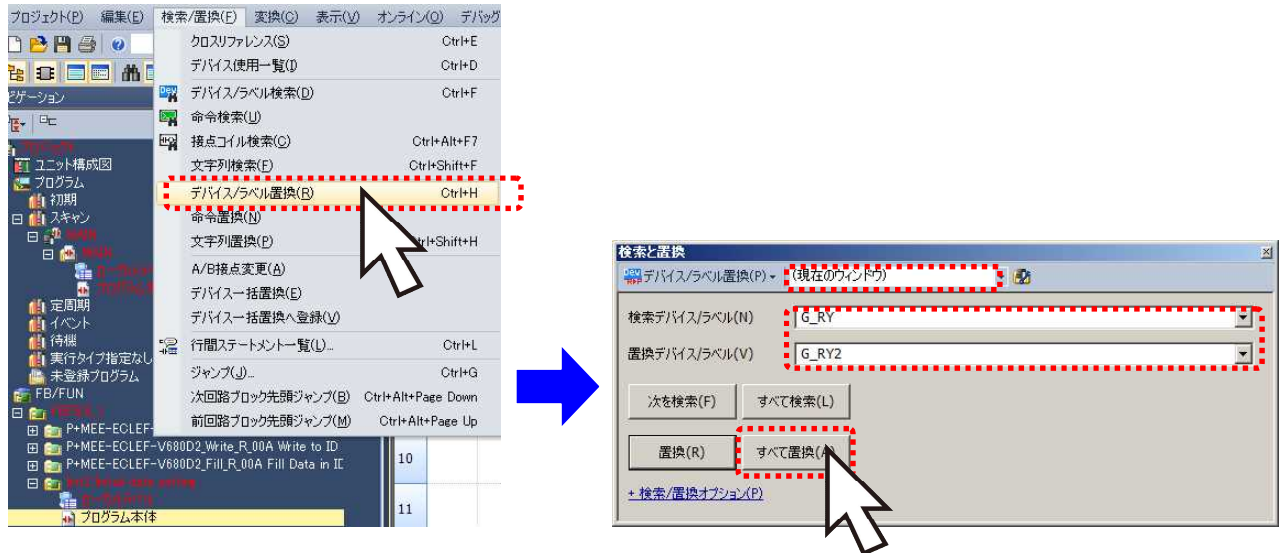 プロジェクト(P) 編集(E) 検索/置換(F) 変換(C) 表示(V) オンライン(O) デバッグ
クロスリファレンス(S) Ctrl+E
デバイス使用一覧(I) Ctrl+D
デバイス/ラベル検索(D) Ctrl+F
命令検索(U)
接点コイル検索(C) Ctrl+Alt+F7
文字列検索(F) Ctrl+Shift+F
デバイス/ラベル置換(R) Ctrl+H
命令置換(N)
文字列置換(P) Ctrl+Shift+H
A/B接点変更(A)
デバイス一括置換(E)
デバイス一括置換へ登録(V)
行間ステートメント一覧(L)... Ctrl+L
ジャンプ(J)... Ctrl+G
次回路ブロック先頭ジャンプ(B) Ctrl+Alt+Page Down
前回路ブロック先頭ジャンプ(M) Ctrl+Alt+Page Up
ビゲーション
ユニット構成図
プログラム
初期
スキャン
定周期
イベント
待機
実行タイプ指定なし
未登録プログラム
FB/FUN
P+MEE-ECLEF-
P+MEE-ECLEF-V680D2_Write_R_00A Write to ID
P+MEE-ECLEF-V680D2_Fill_R_00A Fill Data in ID
プログラム本体
10
11
検索と置換
デバイス/ラベル置換(P) (現在のウィンドウ)
検索デバイス/ラベル(N) G_RY
置換デバイス/ラベル(V) G_RY2
次を検索(F) すべて検索(L)
置換(R) すべて置換(A)
+ 検索/置換オプション(P)